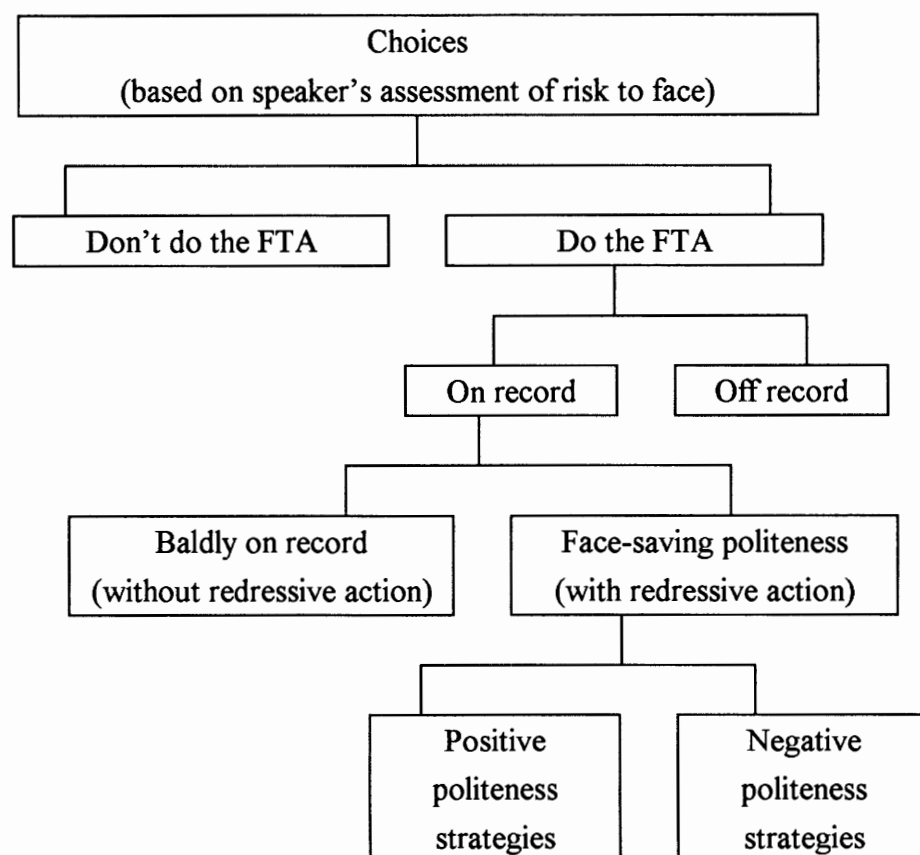 Choices
(based on speaker's assessment of risk to face)
Don't do the FTA
Do the FTA
On record
Off record
Baldly on record
(without redressive action)
Face-saving politeness
(with redressive action)
Positive
politeness
strategies
Negative
politeness
strategies